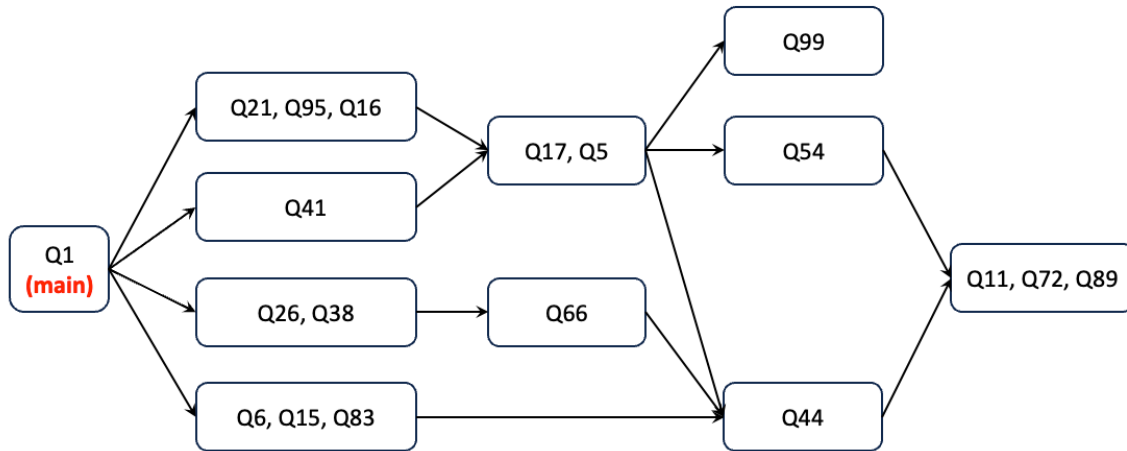 Q99
Q21, Q95, Q16
Q17, Q5
Q54
Q41
Q1
(main)
Q11, Q72, Q89
Q26, Q38
Q66
Q6, Q15, Q83
Q44